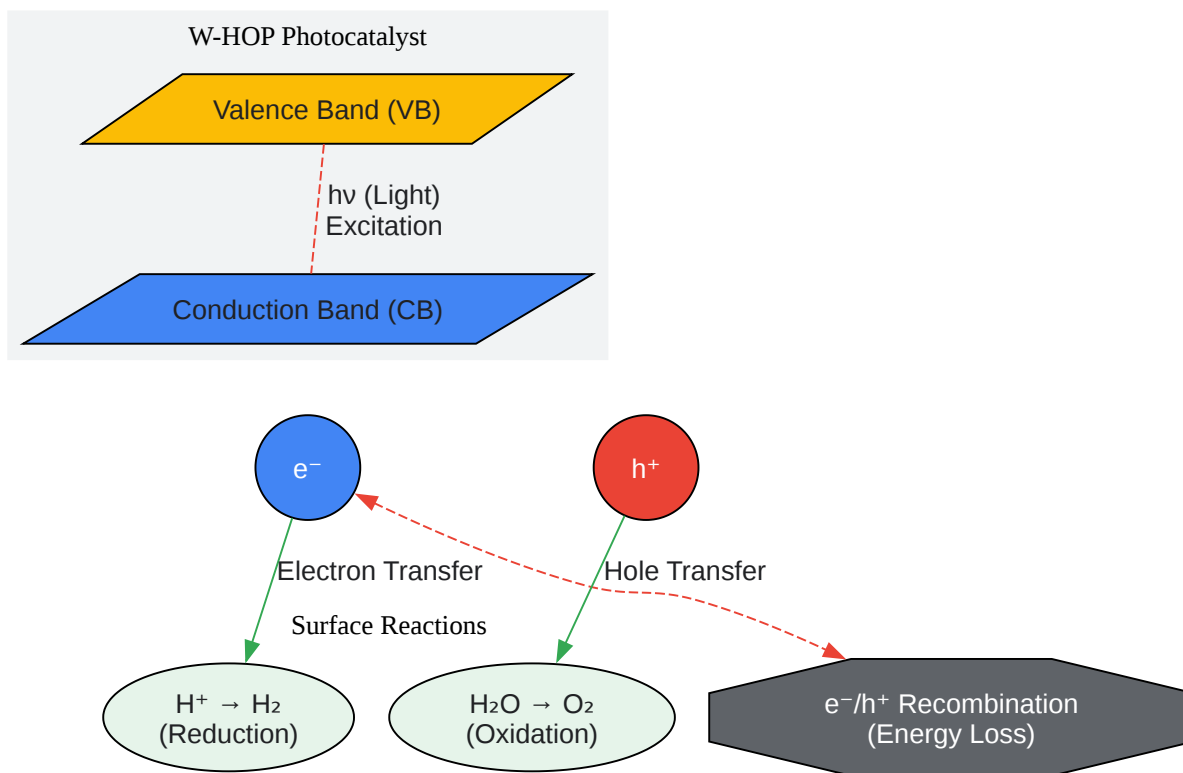 W-HOP Photocatalyst
Valence Band (VB)
hν (Light)
Excitation
Conduction Band (CB)
e⁻
h⁺
Electron Transfer
Hole Transfer
Surface Reactions
H⁺ → H₂
(Reduction)
H₂O → O₂
(Oxidation)
e⁻/h⁺ Recombination
(Energy Loss)